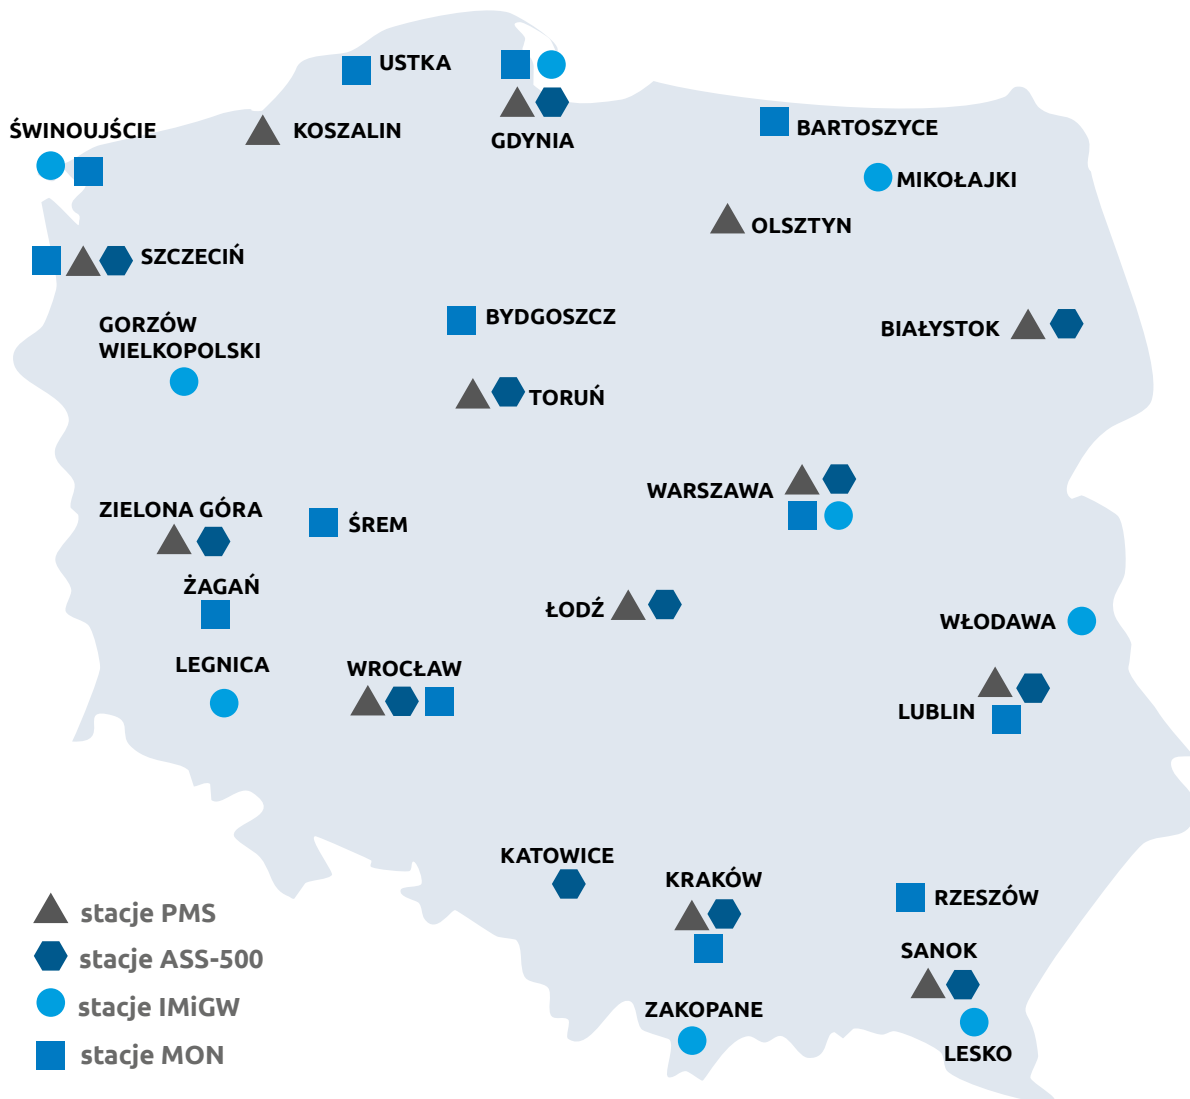 USTKA
KOSZALIN
GDYNIA
ŚWINOUJŚCIE
BARTOSZYCE
MIKOŁAJKI
OLSZTYN
SZCZECIŃ
GORZÓW
WIELKOPOLSKI
BYDGOSZCZ
BIAŁYSTOK
TORUŃ
WARSZAWA
ZIELONA GÓRA
ŚREM
ŻAGAŃ
ŁODŹ
WŁODAWA
LEGNICA
WROCŁAW
LUBLIN
KATOWICE
KRAKÓW
RZESZÓW
SANOK
ZAKOPANE
LESKO
stacje PMS
stacje ASS-500
stacje IMiGW
stacje MON